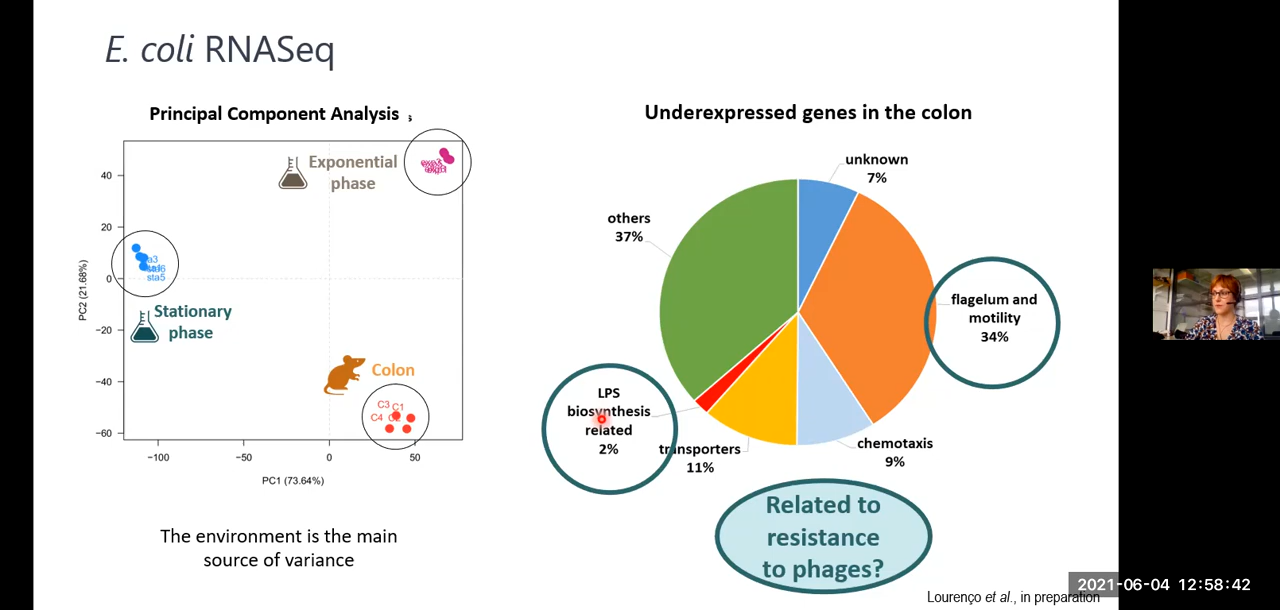 E. coli RNASeq
Principal Component Analysis s
40
20
0
−20
−40
−60
−100
−50
0
50
PC2 (21.68%)
PC1 (73.64%)
Exponential
phase
sta5
Stationary
phase
Colon
C3
C1
C4
C2
The environment is the main
source of variance
Underexpressed genes in the colon
unknown
7%
others
37%
flagelum and
motility
34%
LPS
biosynthesis
related
2%
transporters
11%
chemotaxis
9%
Related to
resistance
to phages?
2021-06-04 12:58:42
Lourenço et al., in preparation